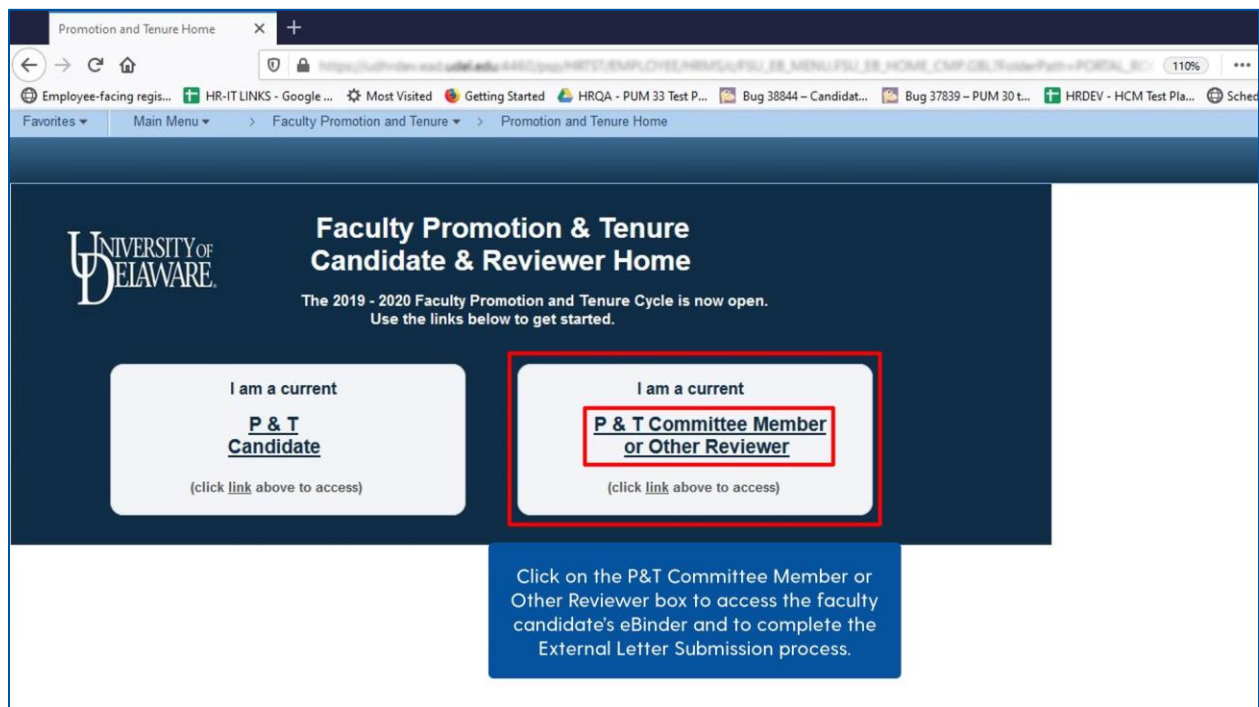 Promotion and Tenure Home
udel.edu
110%
Employee-facing regis... HR-IT LINKS - Google ... Most Visited Getting Started HRQA - PUM 33 Test P... Bug 38844 – Candidat... Bug 37839 – PUM 30 t... HRDEV - HCM Test Pla... Sched
Favorites Main Menu > Faculty Promotion and Tenure > Promotion and Tenure Home
UNIVERSITY OF
DELAWARE.
Faculty Promotion & Tenure
Candidate & Reviewer Home
The 2019 - 2020 Faculty Promotion and Tenure Cycle is now open.
Use the links below to get started.
I am a current
P & T
Candidate
(click link above to access)
I am a current
P & T Committee Member
or Other Reviewer
(click link above to access)
Click on the P&T Committee Member or
Other Reviewer box to access the faculty
candidate's eBinder and to complete the
External Letter Submission process.